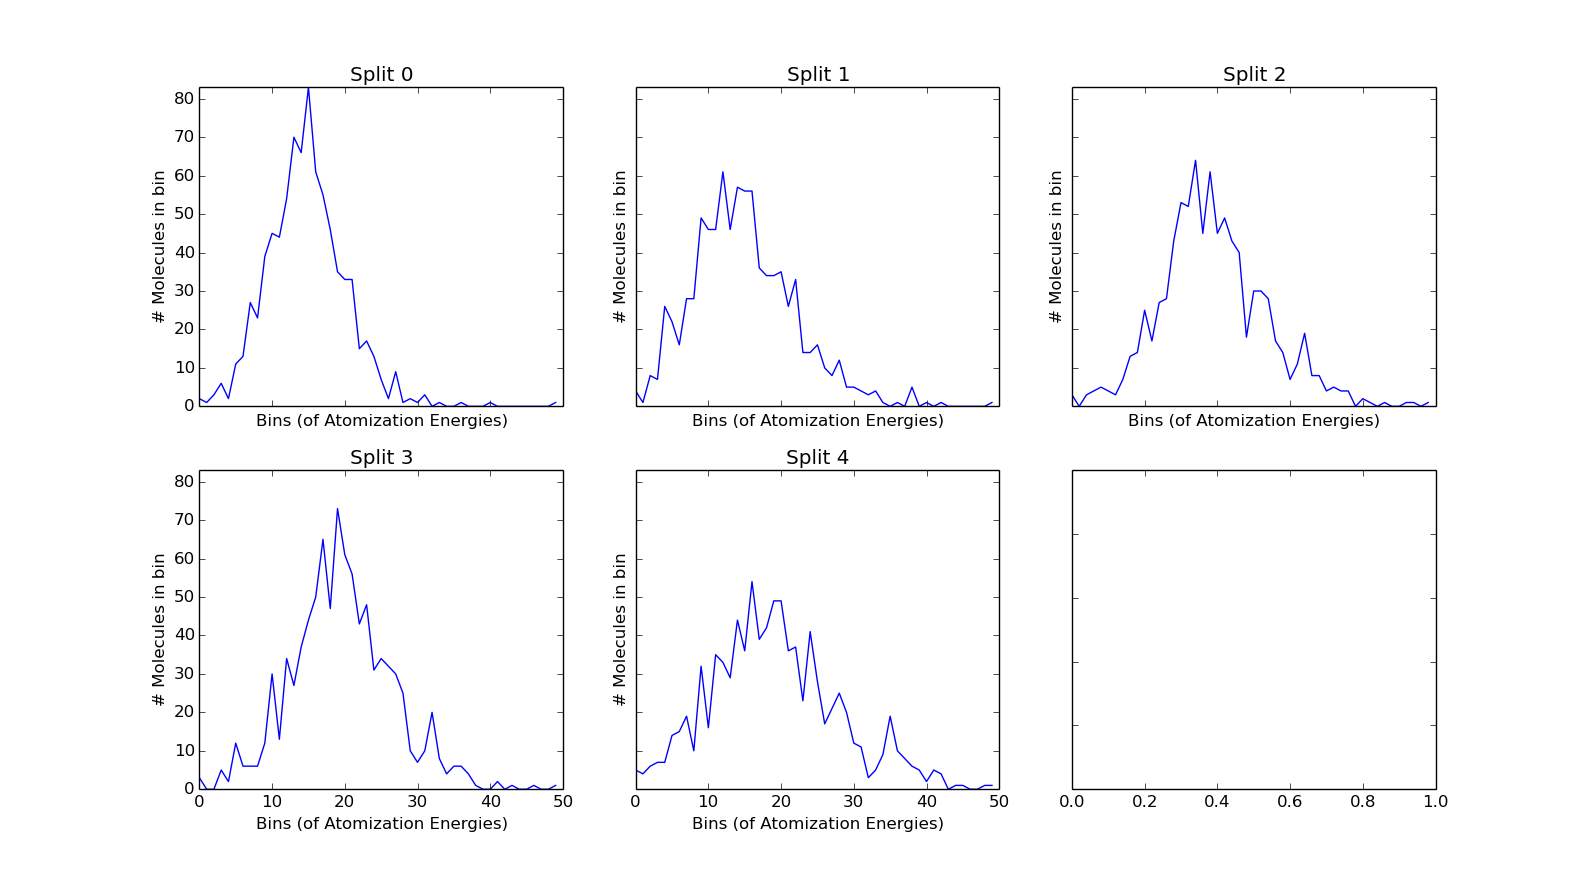 Split 0
Split 1
Split 2
80
70
60
50
40
30
20
10
0
# Molecules in bin
# Molecules in bin
# Molecules in bin
Bins (of Atomization Energies)
Bins (of Atomization Energies)
Bins (of Atomization Energies)
Split 3
Split 4
80
70
60
50
40
30
20
10
0
# Molecules in bin
# Molecules in bin
0 10 20 30 40 50
0 10 20 30 40 50
0.0 0.2 0.4 0.6 0.8 1.0
Bins (of Atomization Energies)
Bins (of Atomization Energies)